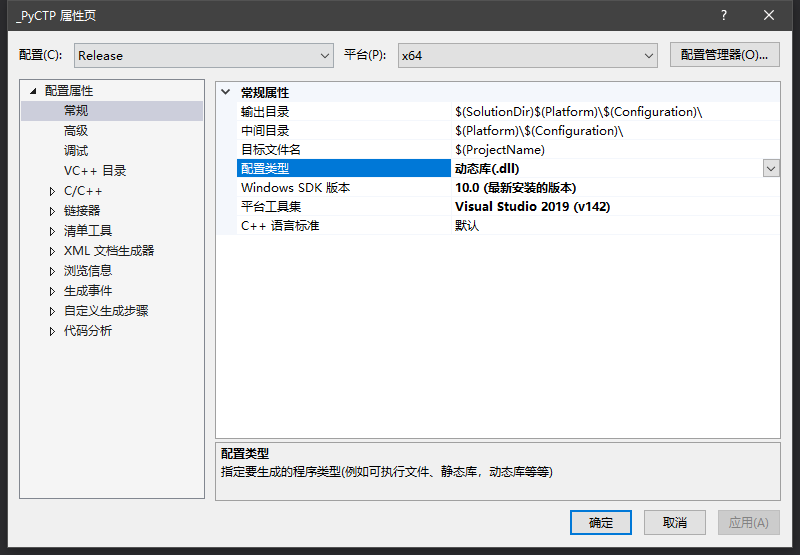 _PyCTP 属性页
配置(C): Release 平台(P): x64 配置管理器(O)...
配置属性
常规
高级
调试
VC++ 目录
C/C++
链接器
清单工具
XML 文档生成器
浏览信息
生成事件
自定义生成步骤
代码分析
常规属性
输出目录 $(SolutionDir)$(Platform)\$(Configuration)\
中间目录 $(Platform)\$(Configuration)\
目标文件名 $(ProjectName)
配置类型 动态库(.dll)
Windows SDK 版本 10.0 (最新安装的版本)
平台工具集 Visual Studio 2019 (v142)
C++ 语言标准 默认
配置类型
指定要生成的程序类型(例如可执行文件、静态库，动态库等等)
确定 取消 应用(A)